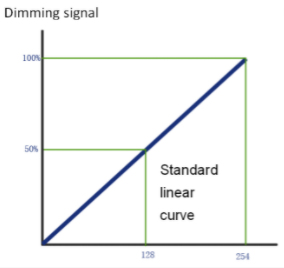 Dimming signal
100%
50%
Standard
linear
curve
128
254